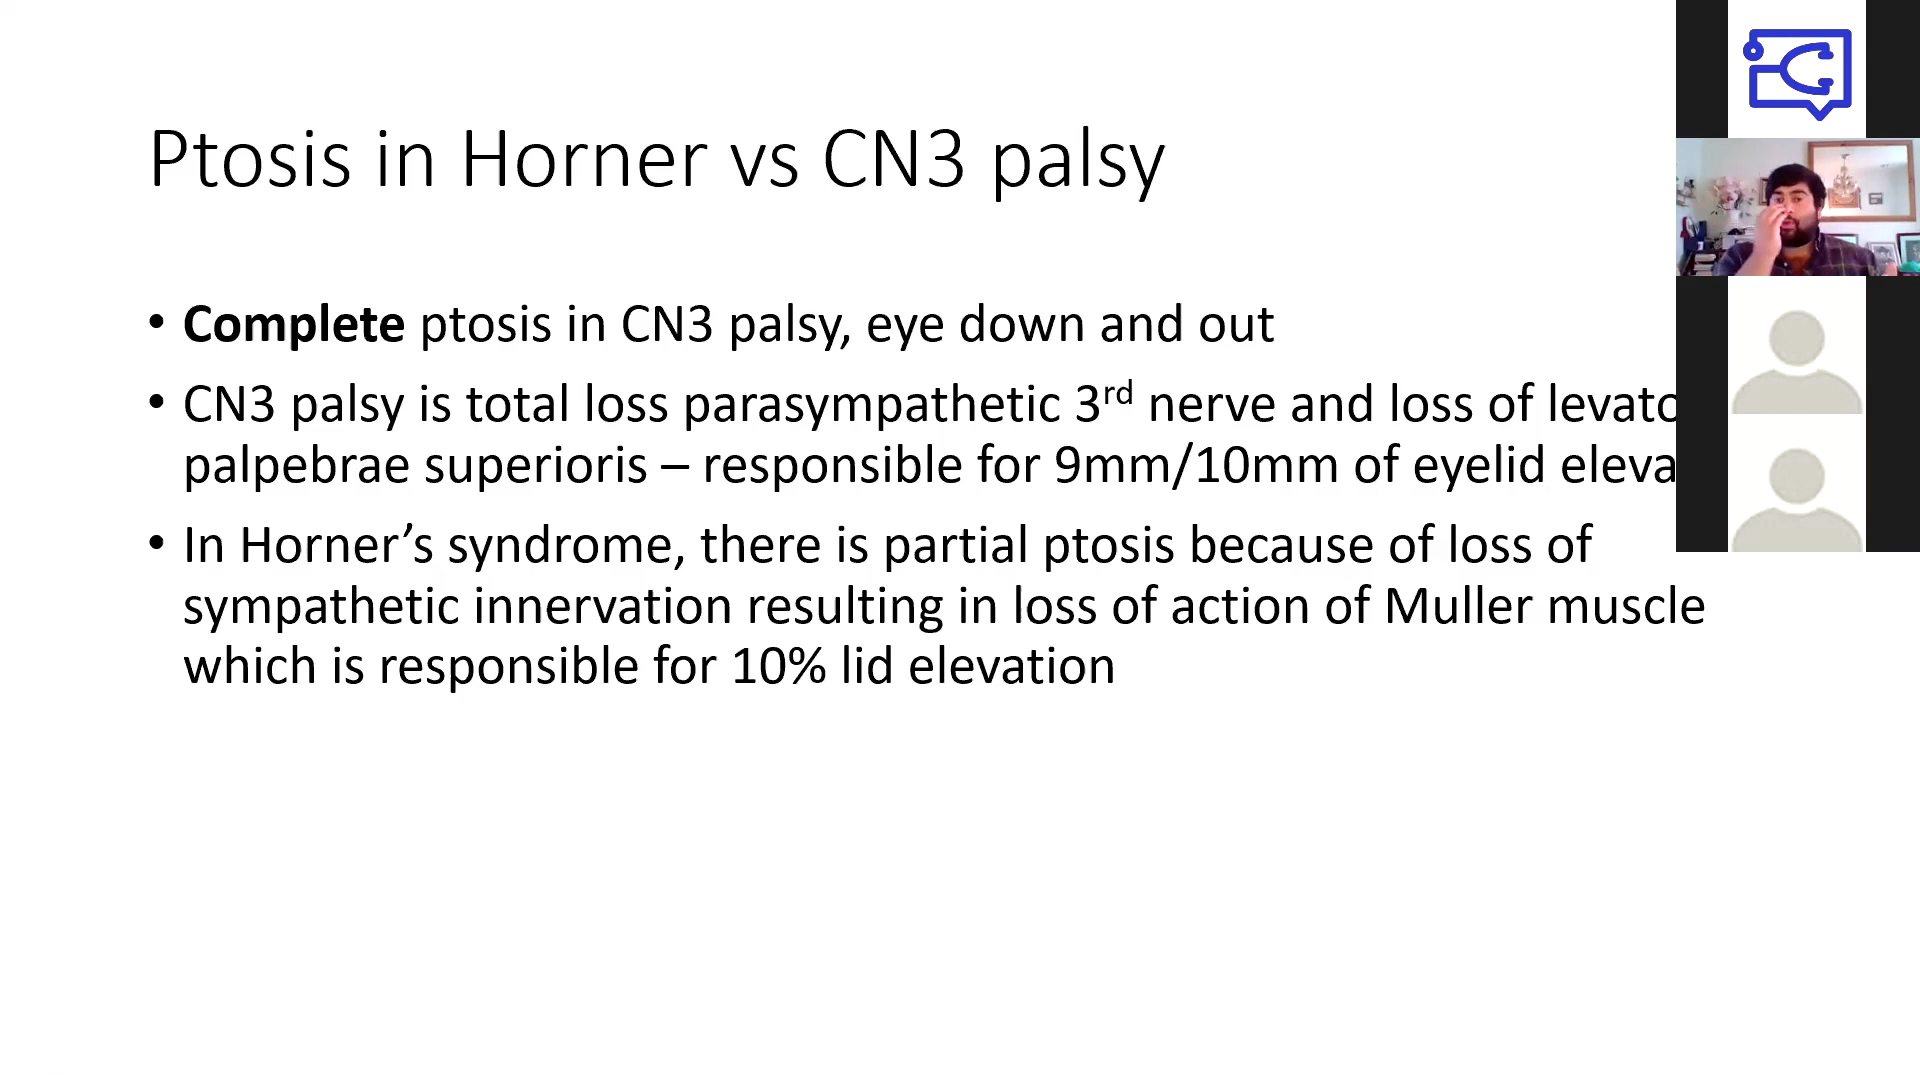 Ptosis in Horner vs CN3 palsy
• Complete ptosis in CN3 palsy, eye down and out
• CN3 palsy is total loss parasympathetic 3rd nerve and loss of levato
palpebrae superioris – responsible for 9mm/10mm of eyelid eleva
• In Horner’s syndrome, there is partial ptosis because of loss of
sympathetic innervation resulting in loss of action of Muller muscle
which is responsible for 10% lid elevation